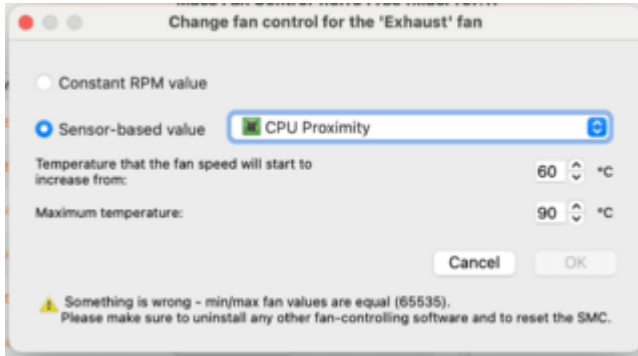 Change fan control for the 'Exhaust' fan
Constant RPM value
Sensor-based value
CPU Proximity
Temperature that the fan speed will start to
increase from:
60
°C
Maximum temperature:
90
°C
Cancel
OK
Something is wrong - min/max fan values are equal (65535).
Please make sure to uninstall any other fan-controlling software and to reset the SMC.